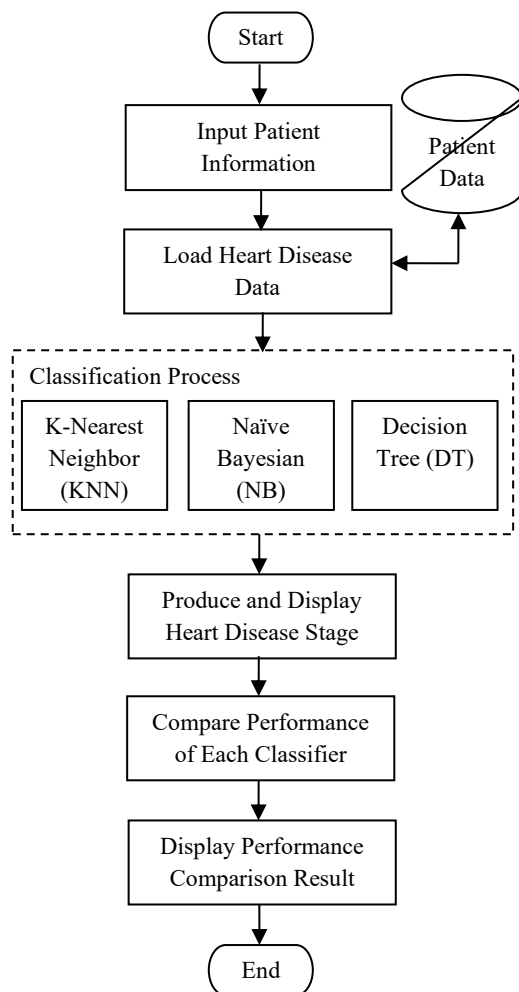 Start
Input Patient
Information
Patient
Data
Load Heart Disease
Data
Classification Process
K-Nearest
Neighbor
(KNN)
Naïve
Bayesian
(NB)
Decision
Tree (DT)
Produce and Display
Heart Disease Stage
Compare Performance
of Each Classifier
Display Performance
Comparison Result
End